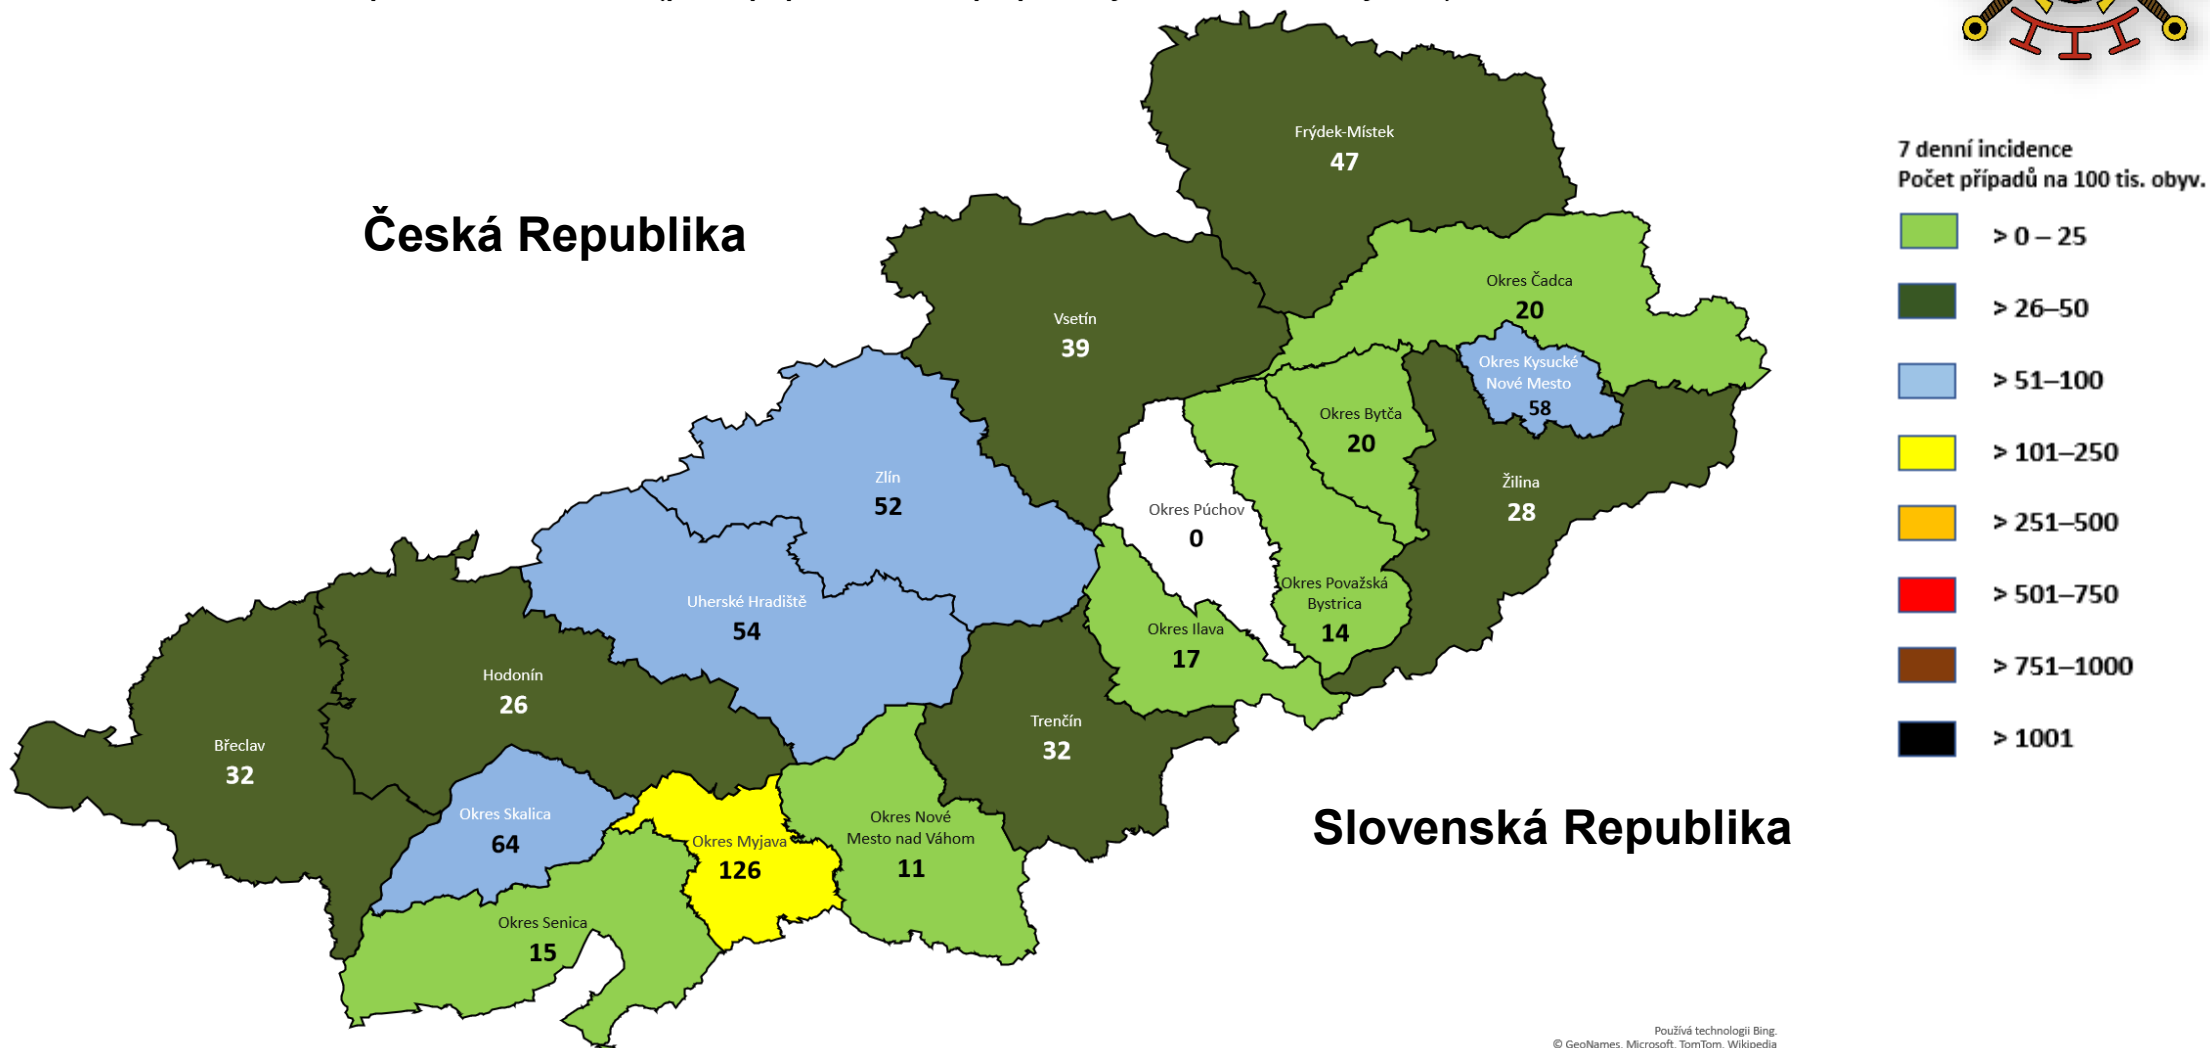 Česká Republika
Frýdek-Místek
47
7 denní incidence
Počet případů na 100 tis. obyv.
> 0 – 25
> 26–50
> 51–100
> 101–250
> 251–500
> 501–750
> 751–1000
> 1001
Okres Čadca
20
Vsetín
39
Okres Kysucké
Nové Mesto
58
Okres Bytča
20
Zlín
52
Žilina
28
Okres Púchov
0
Okres Považská
Bystrica
14
Uherské Hradiště
54
Okres Ilava
17
Hodonín
26
Trenčín
32
Břeclav
32
Okres Skalica
64
Okres Myjava
126
Okres Nové
Mesto nad Váhom
11
Slovenská Republika
Okres Senica
15
Používá technologii Bing.
© GeoNames, Microsoft, TomTom, Wikipedia